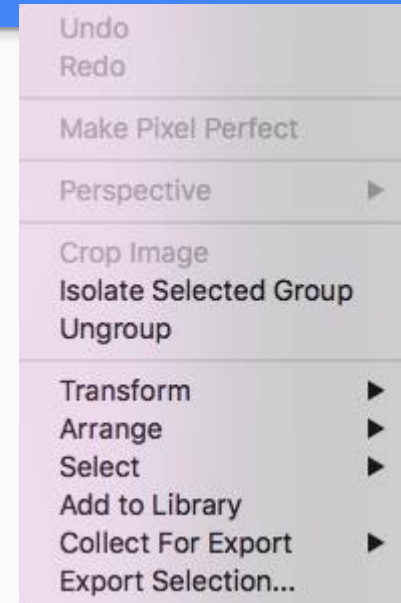 Undo
Redo
Make Pixel Perfect
Perspective
Crop Image
Isolate Selected Group
Ungroup
Transform
Arrange
Select
Add to Library
Collect For Export
Export Selection...